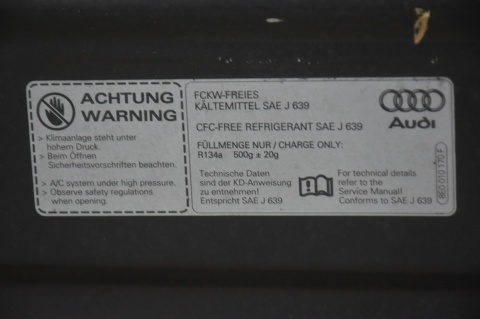 ACHTUNG
WARNING
> Klimaanlage steht unter
hohem Druck.
> Beim Öffnen
Sicherheitsvorschriften beachten.
> A/C system under high pressure.
> Observe safety regulations
when opening.
FCKW-FREIES
KÄLTEMITTEL SAE J 639
CFC-FREE REFRIGERANT SAE J 639
FÜLLMENGE NUR / CHARGE ONLY:
R134a 500g ± 20g
Technische Daten
sind der KD-Anweisung
zu entnehmen!
Entspricht SAE J 639
For technical details
refer to the
Service Manual!
Conforms to SAE J 639
Audi
8E0 010 170 F